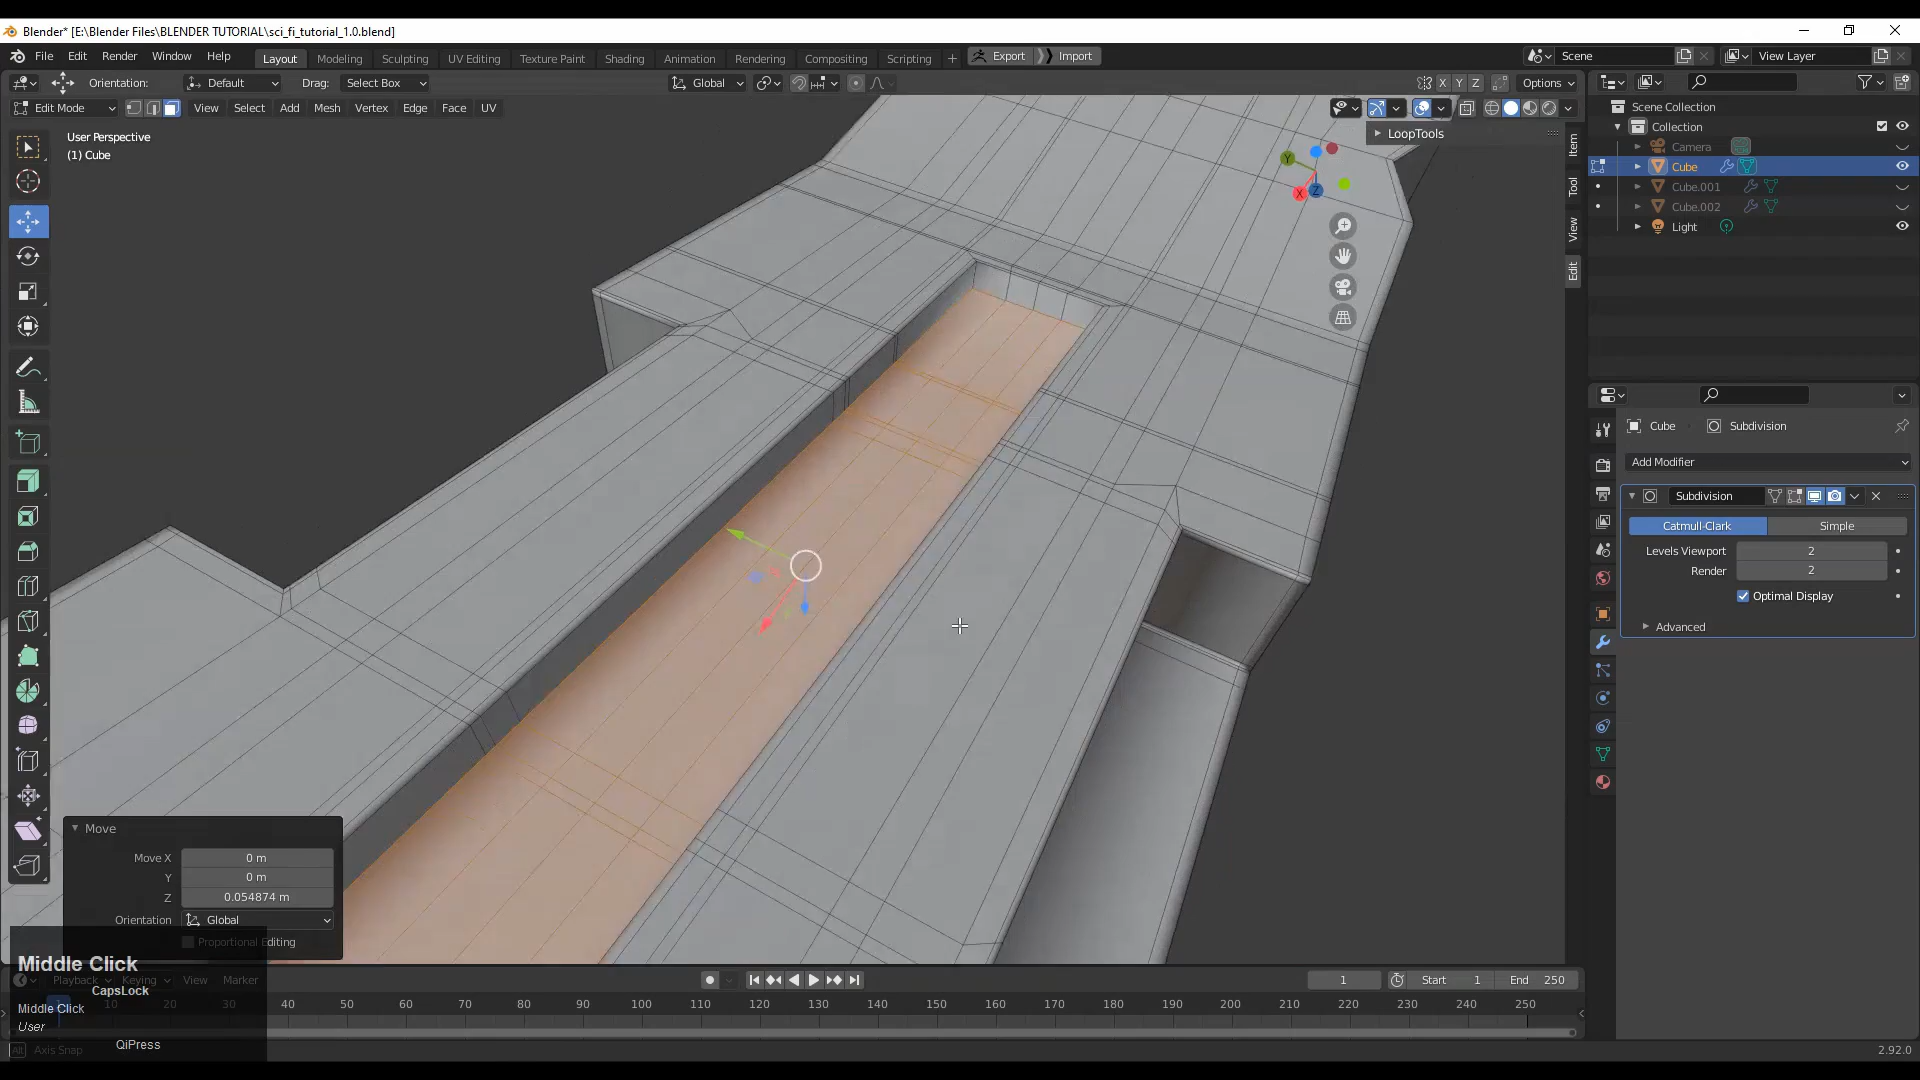 Blender* [E:\Blender Files\BLENDER TUTORIAL\sci_fi_tutorial_1.0.blend]
File Edit Render Window Help Layout Modeling Sculpting UV Editing Texture Paint Shading Animation Rendering Compositing Scripting + Export Import Scene View Layer
Orientation: Default Drag: Select Box Global X Y Z Options
Edit Mode View Select Add Mesh Vertex Edge Face UV
User Perspective
(1) Cube
LoopTools
Item
Tool
View
Edit
Y
X
Z
Scene Collection
Collection
Camera
Cube
Cube.001
Cube.002
Light
Cube Subdivision
Add Modifier
Subdivision
Catmull-Clark Simple
Levels Viewport 2
Render 2
Optimal Display
Advanced
Move
Move X 0 m
Y 0 m
Z 0.054874 m
Orientation Global
Proportional Editing
Middle Click
CapsLock
Middle Click
User
QiPress
Playback Keying View Marker 1 Start 1 End 250
10 20 30 40 50 60 70 80 90 100 110 120 130 140 150 160 170 180 190 200 210 220 230 240 250
Alt Axis Snap
2.92.0